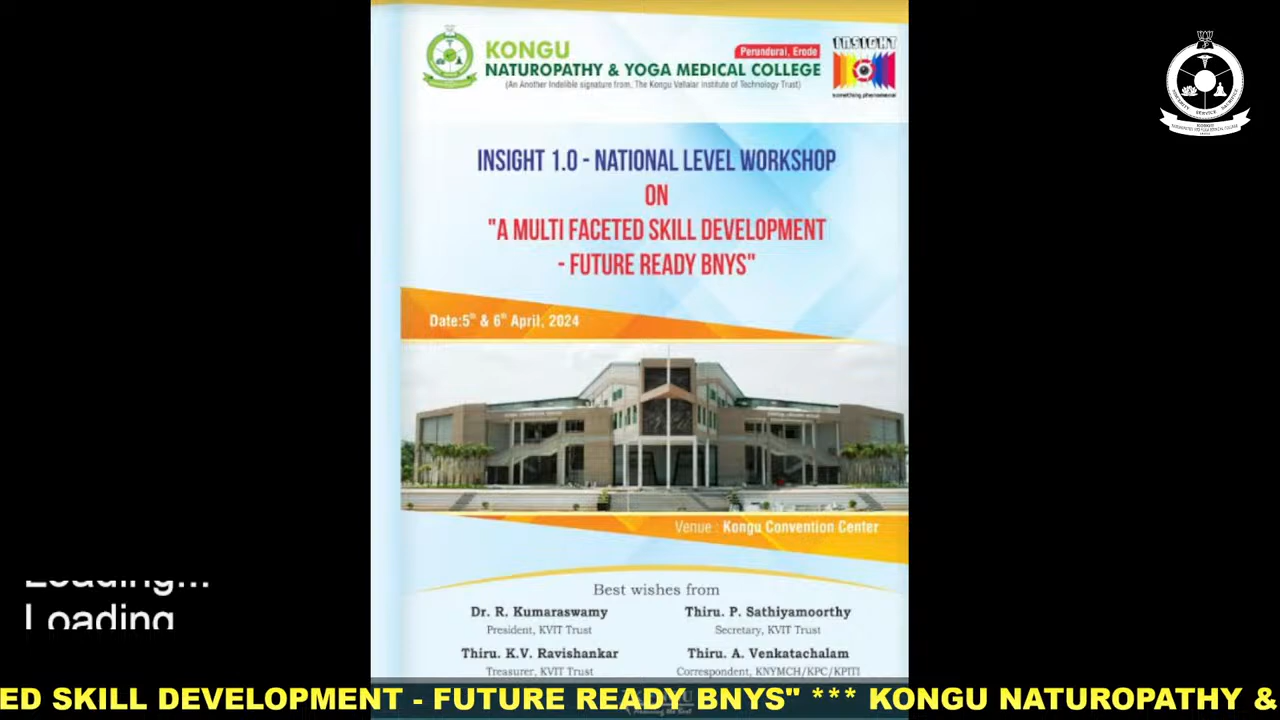 KONGU
Perundurai, Erode
NATUROPATHY & YOGA MEDICAL COLLEGE
(An Another Indelible signature from, The Kongu Vellalar Institute of Technology Trust)
INSIGHT
something phenomenal
INSIGHT 1.0 - NATIONAL LEVEL WORKSHOP
ON
"A MULTI FACETED SKILL DEVELOPMENT
- FUTURE READY BNYS"
Date:5th & 6th April, 2024
Venue : Kongu Convention Center
Best wishes from
Dr. R. Kumaraswamy
President, KVIT Trust
Thiru. P. Sathiyamoorthy
Secretary, KVIT Trust
Thiru. K.V. Ravishankar
Treasurer, KVIT Trust
Thiru. A. Venkatachalam
Correspondent, KNYMCH/KPC/KPITI
Loading...
Loading
ED SKILL DEVELOPMENT - FUTURE READY BNYS" *** KONGU NATUROPATHY &